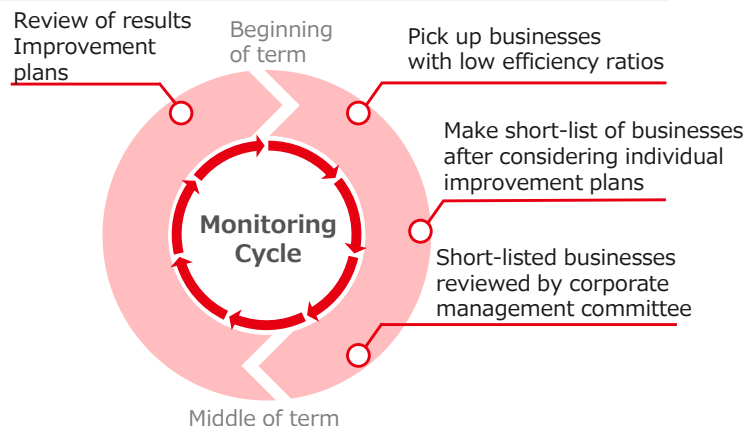 Review of results
Improvement
plans
Beginning
of term
Pick up businesses
with low efficiency ratios
Make short-list of businesses
after considering individual
improvement plans
Monitoring
Cycle
Short-listed businesses
reviewed by corporate
management committee
Middle of term